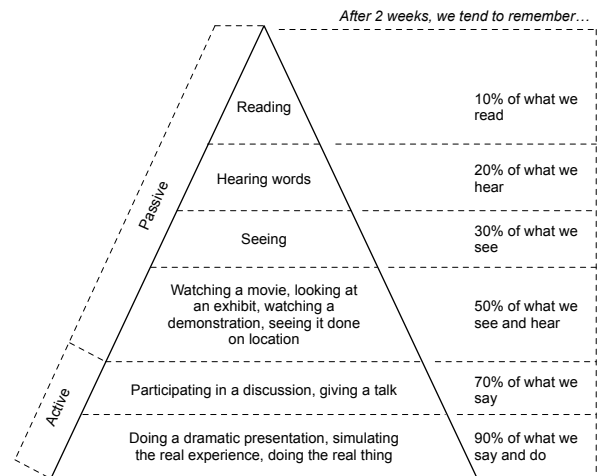 After 2 weeks, we tend to remember…
Reading
10% of what we
read
Hearing words
20% of what we
hear
Seeing
30% of what we
see
Watching a movie, looking at
an exhibit, watching a
demonstration, seeing it done
on location
50% of what we
see and hear
Participating in a discussion, giving a talk
70% of what we
say
Doing a dramatic presentation, simulating
the real experience, doing the real thing
90% of what we
say and do
Passive
Active